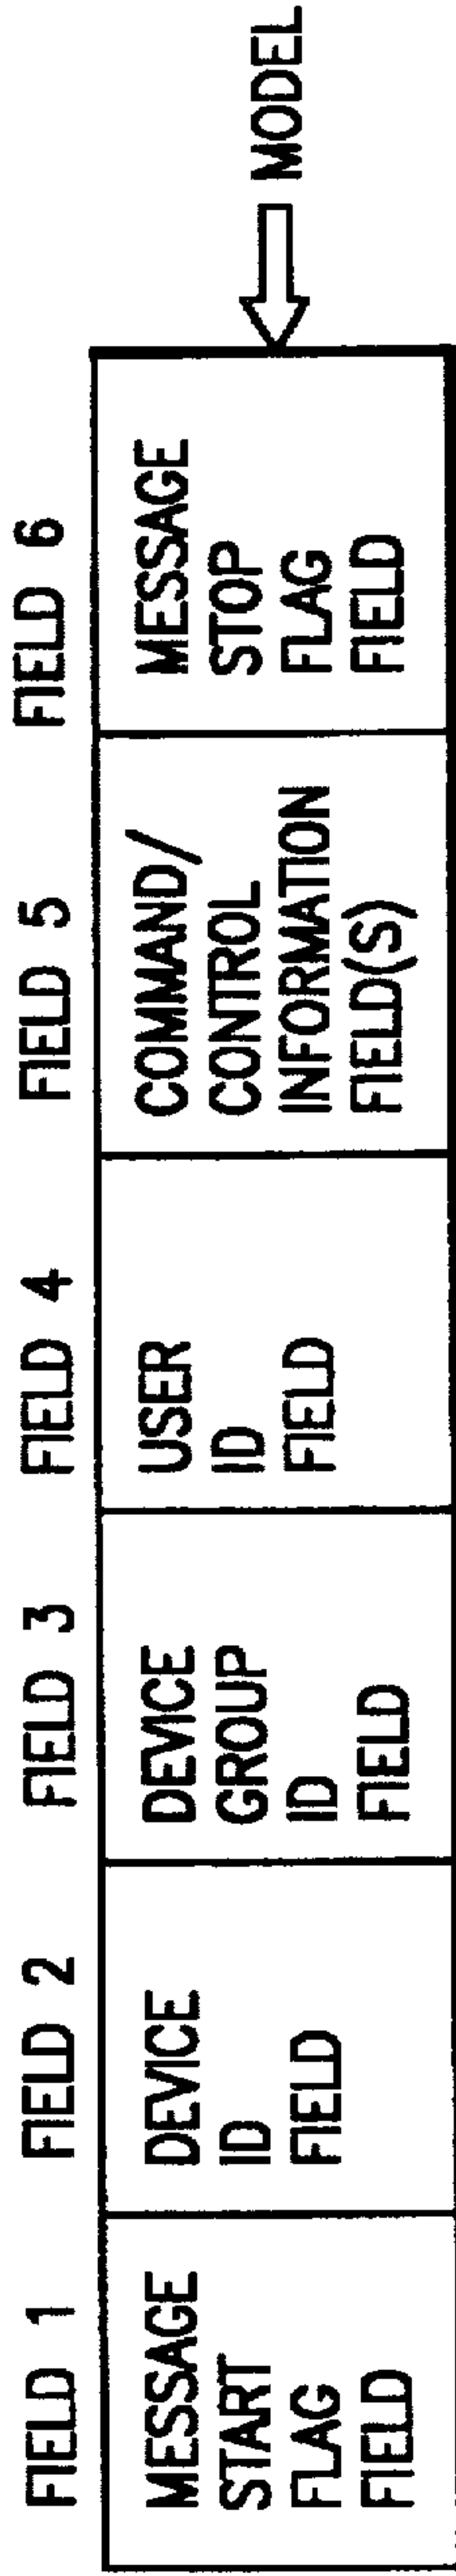 FIELD 1
FIELD 2
FIELD 3
FIELD 4
FIELD 5
FIELD 6
MESSAGE
START
FLAG
FIELD
DEVICE
ID
FIELD
DEVICE
GROUP
ID
FIELD
USER
ID
FIELD
COMMAND/
CONTROL
INFORMATION
FIELD(S)
MESSAGE
STOP
FLAG
FIELD
MODEL